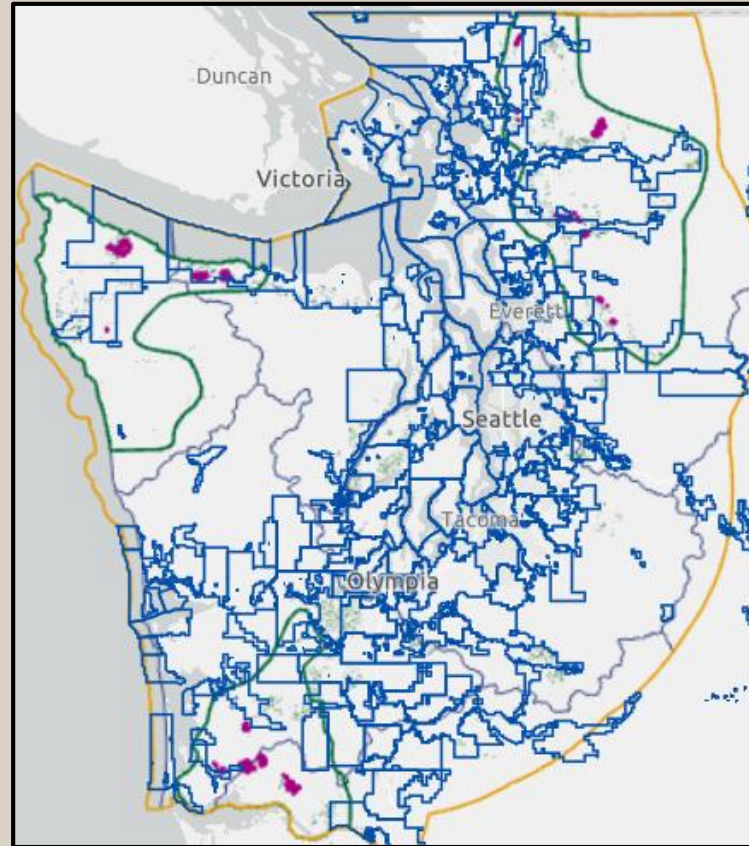 Duncan
Victoria
Everett
Seattle
Tacoma
Olympia